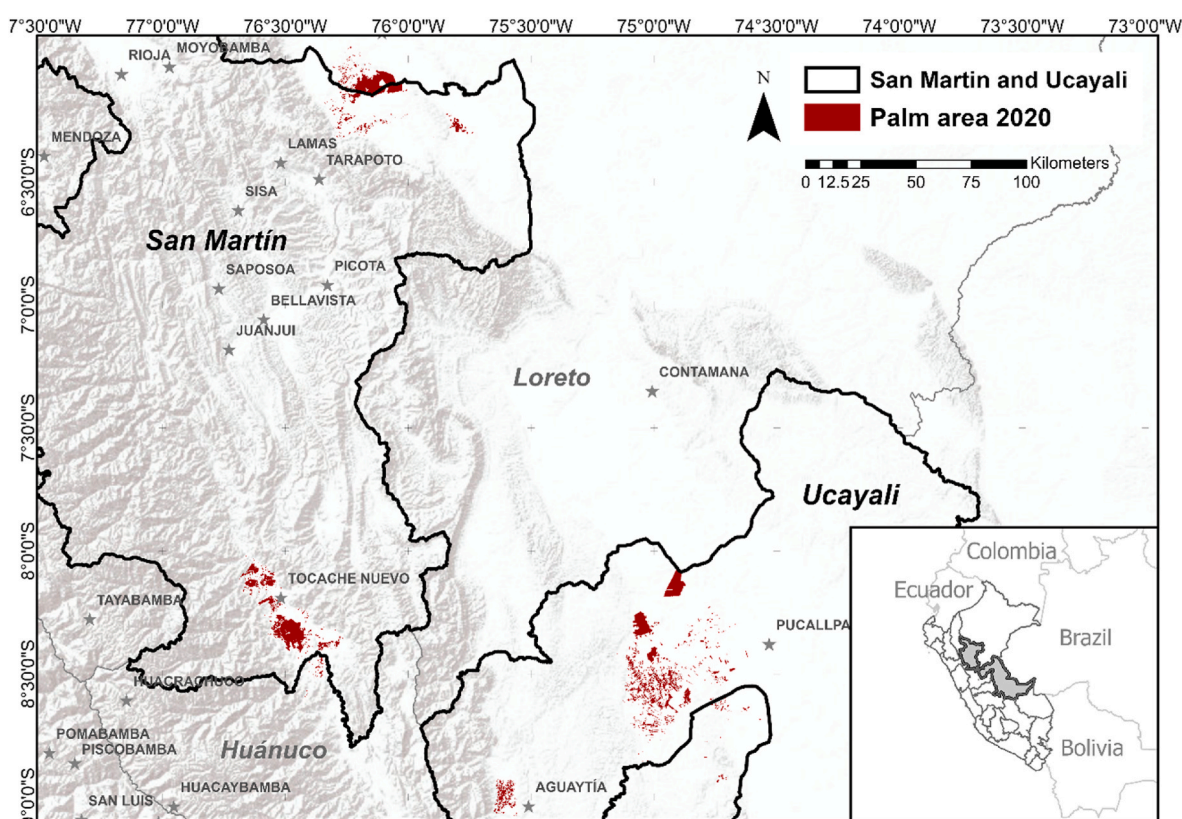 77°30'0"W 77°0'0"W 76°30'0"W 76°0'0"W 75°30'0"W 75°0'0"W 74°30'0"W 74°0'0"W 73°30'0"W 73°0'0"W
RIOJA
MOYOBAMBA
N
San Martin and Ucayali
Palm area 2020
MENDOZA
LAMAS
TARAPOTO
Kilometers
0 12.5 25 50 75 100
6°30'0"S
SISA
San Martín
SAPOSOA
PICOTA
7°0'0"S
BELLAVISTA
JUANJUI
Loreto
CONTAMANA
7°30'0"S
Ucayali
8°0'0"S
TOCACHE NUEVO
TAYABAMBA
PUCALLPA
8°30'0"S
HUACRACHUCO
POMABAMBA
PISCOBAMBA
Huánuco
SAN LUIS
HUACAYBAMBA
AGUAYTÍA
Colombia
Ecuador
Brazil
Bolivia